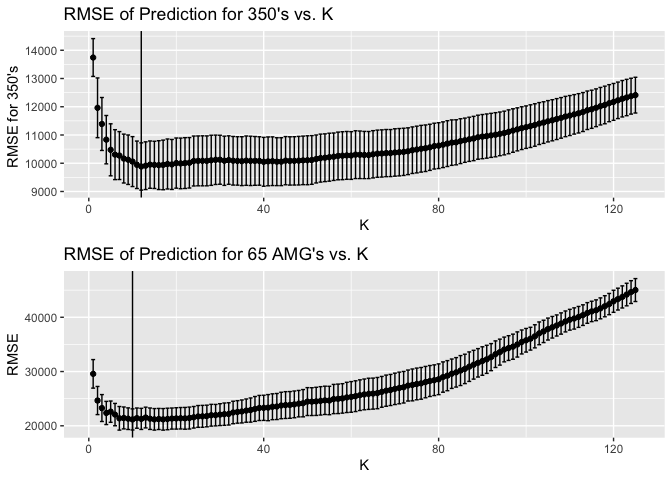 RMSE of Prediction for 350's vs. K
14000
13000
12000
11000
10000
9000
RMSE for 350's
0 40 80 120
K
RMSE of Prediction for 65 AMG's vs. K
40000
30000
20000
RMSE
0 40 80 120
K